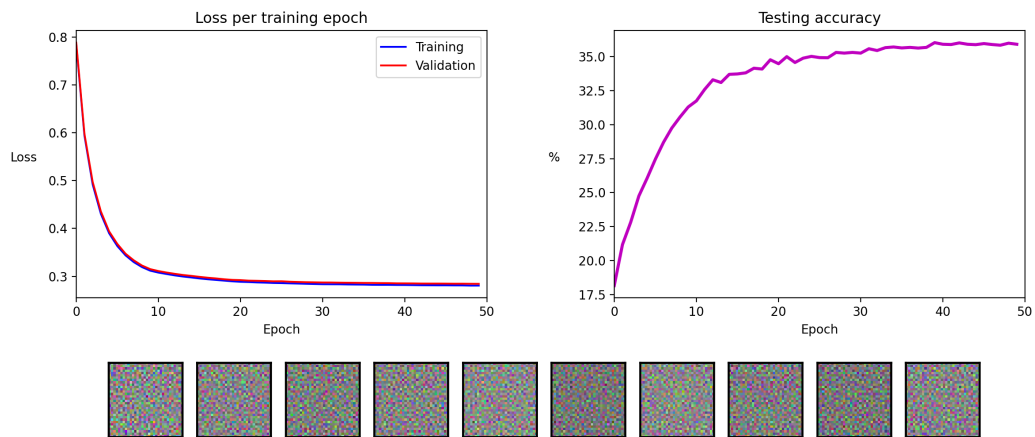 Loss per training epoch
0.8
0.7
0.6
0.5
0.4
0.3
Loss
0 10 20 30 40 50
Epoch
Training
Validation
Testing accuracy
35.0
32.5
30.0
27.5
25.0
22.5
20.0
17.5
%
0 10 20 30 40 50
Epoch